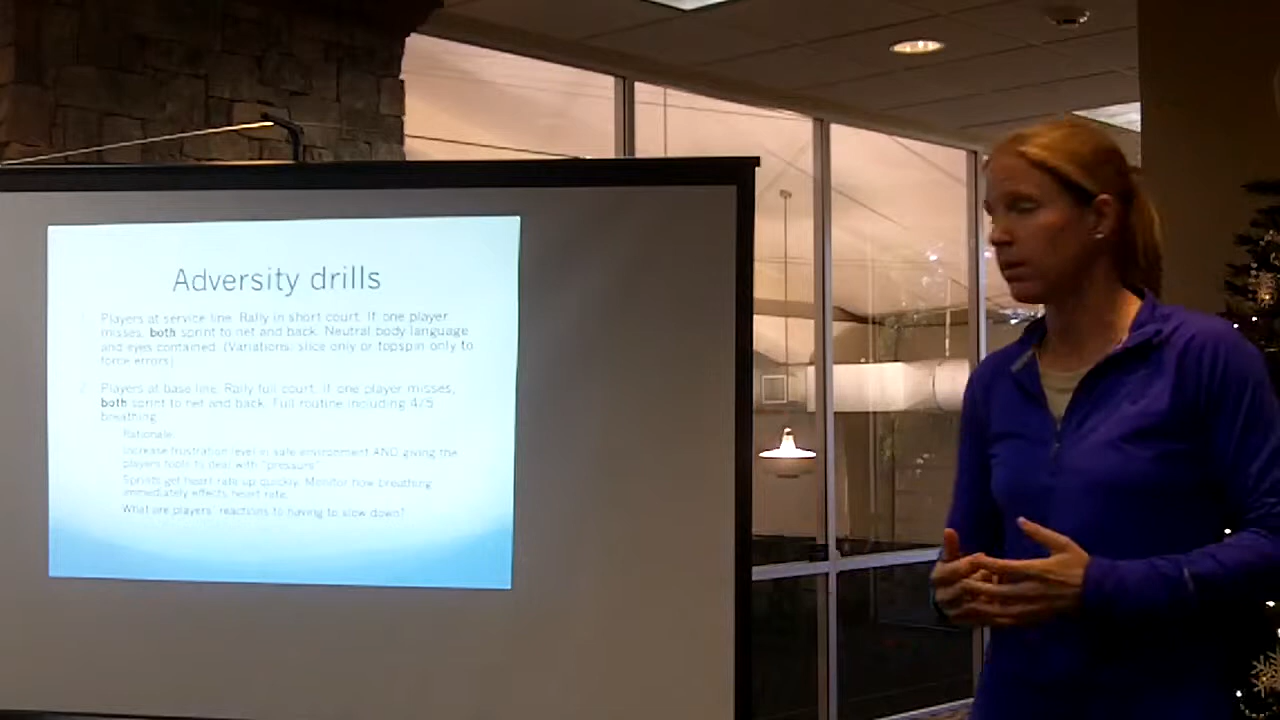 Adversity drills
Players at service line. Rally in short court. If one player
misses, both sprint to net and back. Neutral body language
and eyes contained. (Variations: slice only or topspin only to
force errors)
Players at base line. Rally full court. If one player misses,
both sprint to net and back. Full routine including 4/5
breathing.
Rationale:
Increase frustration level in safe environment AND giving the
players tools to deal with "pressure"
Sprints get heart rate up quickly. Monitor how breathing
immediately effects heart rate.
What are players' reactions to having to slow down?